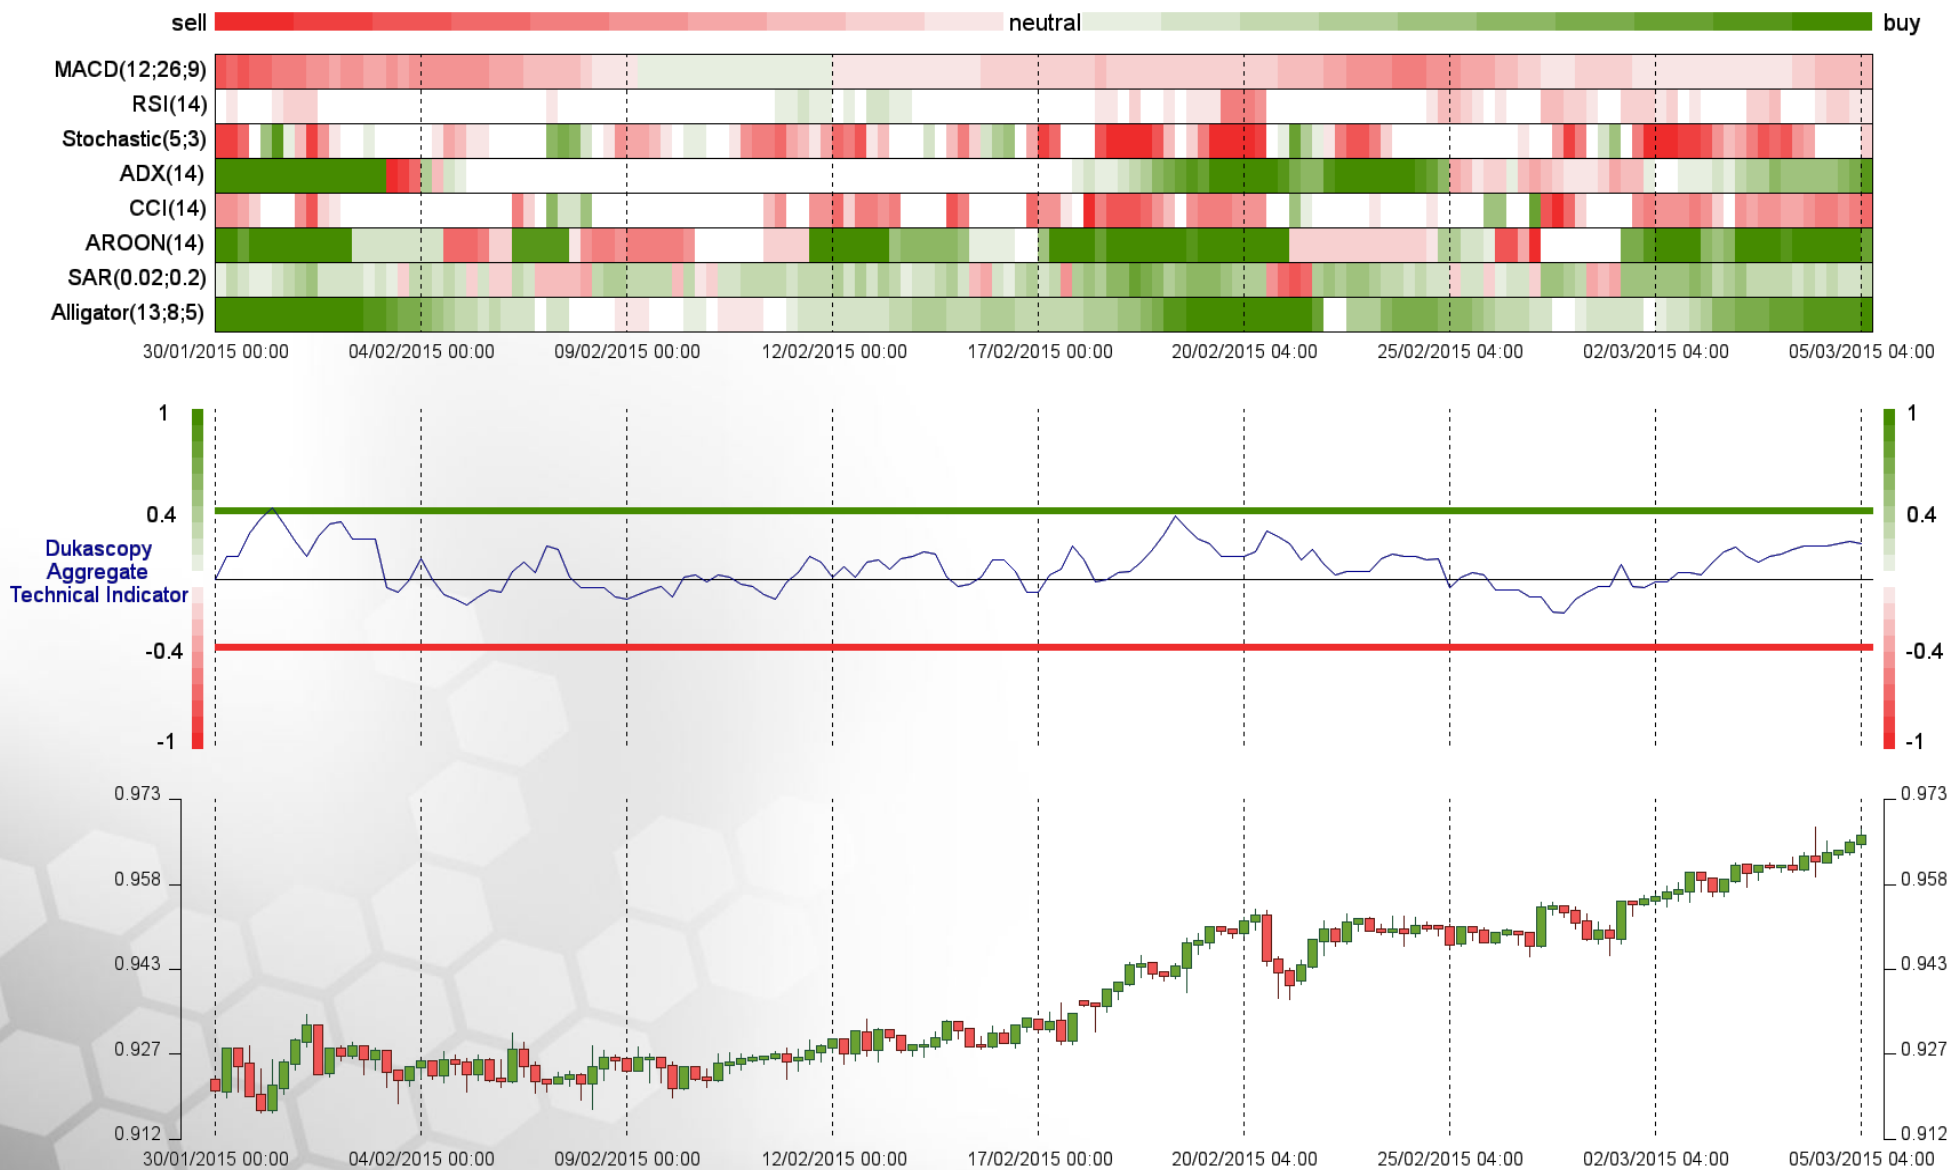 sell neutral buy
MACD(12;26;9)
RSI(14)
Stochastic(5;3)
ADX(14)
CCI(14)
AROON(14)
SAR(0.02;0.2)
Alligator(13;8;5)
30/01/2015 00:00 04/02/2015 00:00 09/02/2015 00:00 12/02/2015 00:00 17/02/2015 00:00 20/02/2015 04:00 25/02/2015 04:00 02/03/2015 04:00 05/03/2015 04:00
1 1
0.4 0.4
Dukascopy
Aggregate
Technical Indicator
-0.4 -0.4
-1 -1
0.973 0.973
0.958 0.958
0.943 0.943
0.927 0.927
0.912 0.912
30/01/2015 00:00 04/02/2015 00:00 09/02/2015 00:00 12/02/2015 00:00 17/02/2015 00:00 20/02/2015 04:00 25/02/2015 04:00 02/03/2015 04:00 05/03/2015 04:00